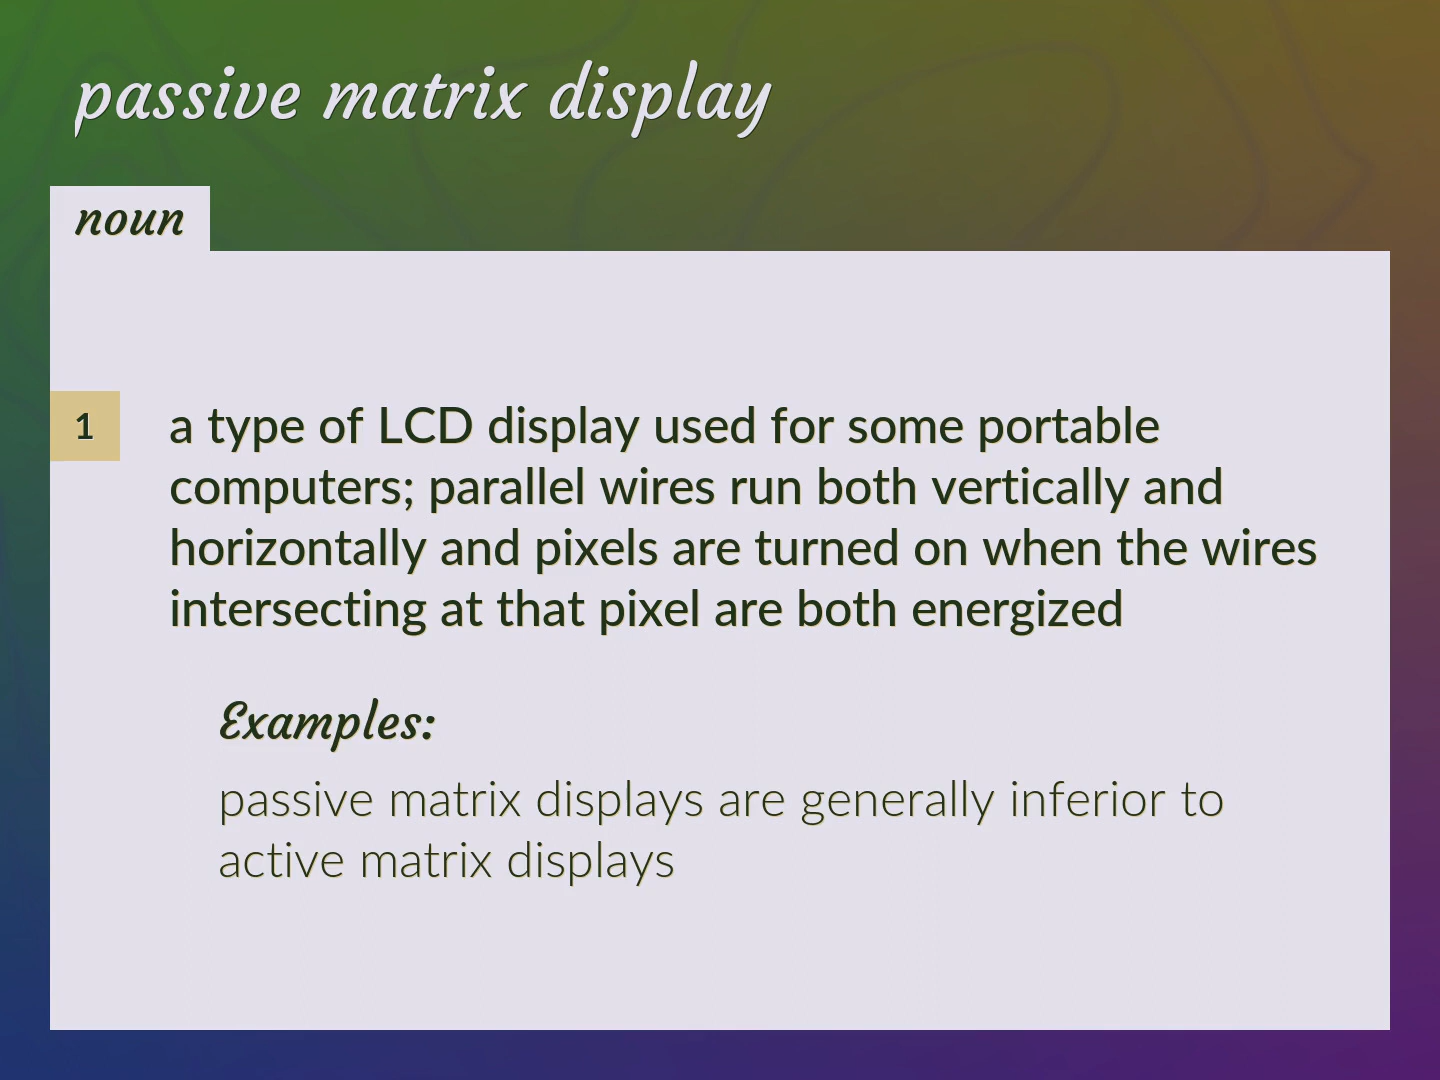 passive matrix display
noun
1
a type of LCD display used for some portable
computers; parallel wires run both vertically and
horizontally and pixels are turned on when the wires
intersecting at that pixel are both energized
Examples:
passive matrix displays are generally inferior to
active matrix displays